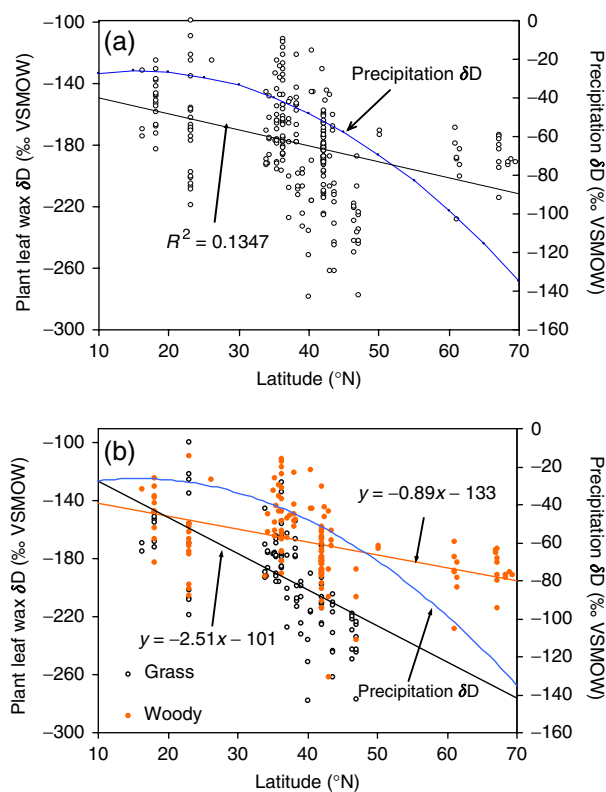 (a)
Plant leaf wax δD (‰ VSMOW)
−100
−140
−180
−220
−260
−300
10 20 30 40 50 60 70
Latitude (°N)
0
−20
−40
−60
−80
−100
−120
−140
−160
Precipitation δD
(‰ VSMOW)
Precipitation δD
R² = 0.1347
(b)
Plant leaf wax δD (‰ VSMOW)
−100
−140
−180
−220
−260
−300
10 20 30 40 50 60 70
Latitude (°N)
0
−20
−40
−60
−80
−100
−120
−140
−160
Precipitation δD
(‰ VSMOW)
y = −0.89x − 133
y = −2.51x − 101
Precipitation δD
Grass
Woody